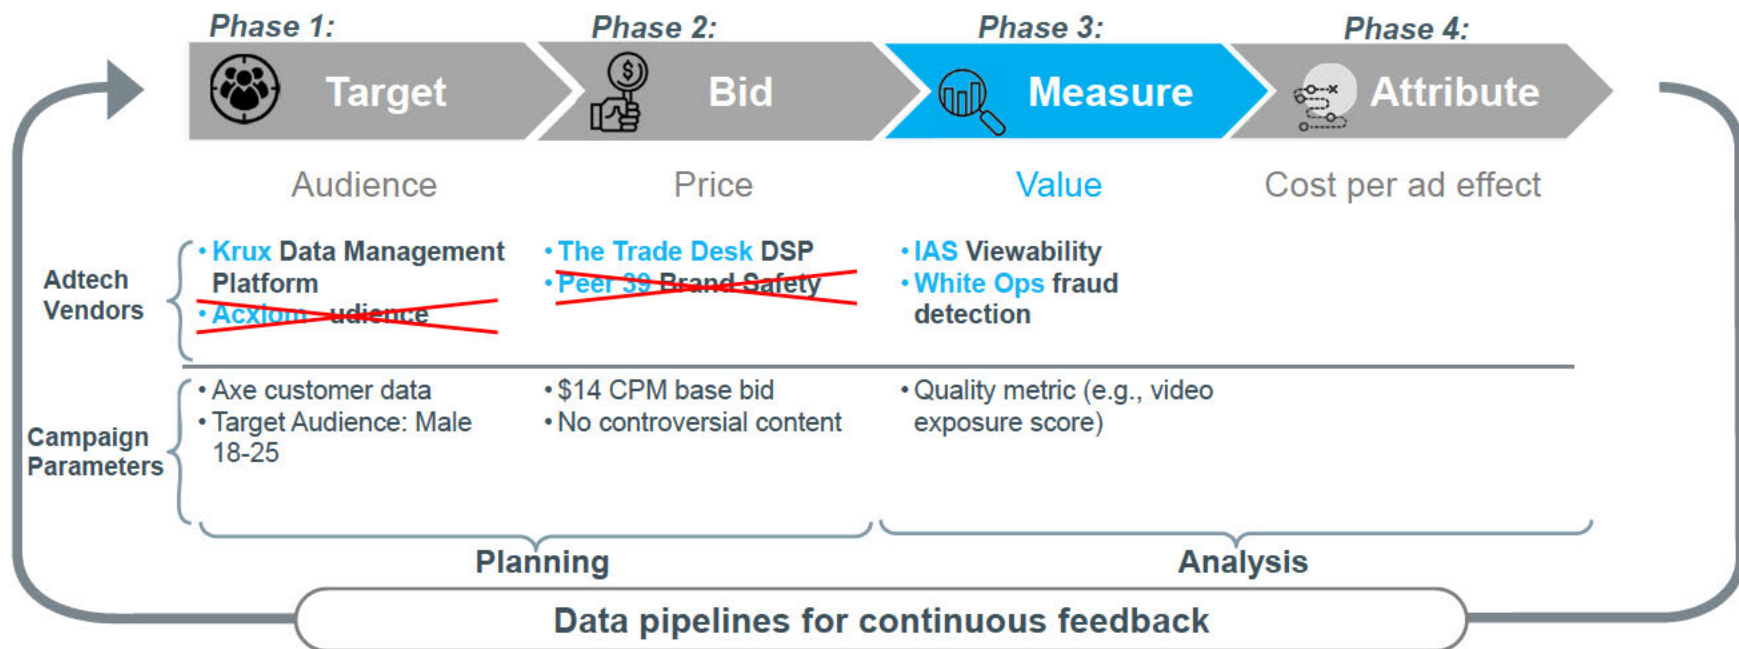 Phase 1:
Phase 2:
Phase 3:
Phase 4:
Target
Bid
Measure
Attribute
Audience
Price
Value
Cost per ad effect
Adtech
Vendors
• Krux Data Management
Platform
• Acxiom udience
• The Trade Desk DSP
• Peer 39 Brand Safety
• IAS Viewability
• White Ops fraud
detection
Campaign
Parameters
• Axe customer data
• Target Audience: Male
18-25
• $14 CPM base bid
• No controversial content
• Quality metric (e.g., video
exposure score)
Planning
Analysis
Data pipelines for continuous feedback